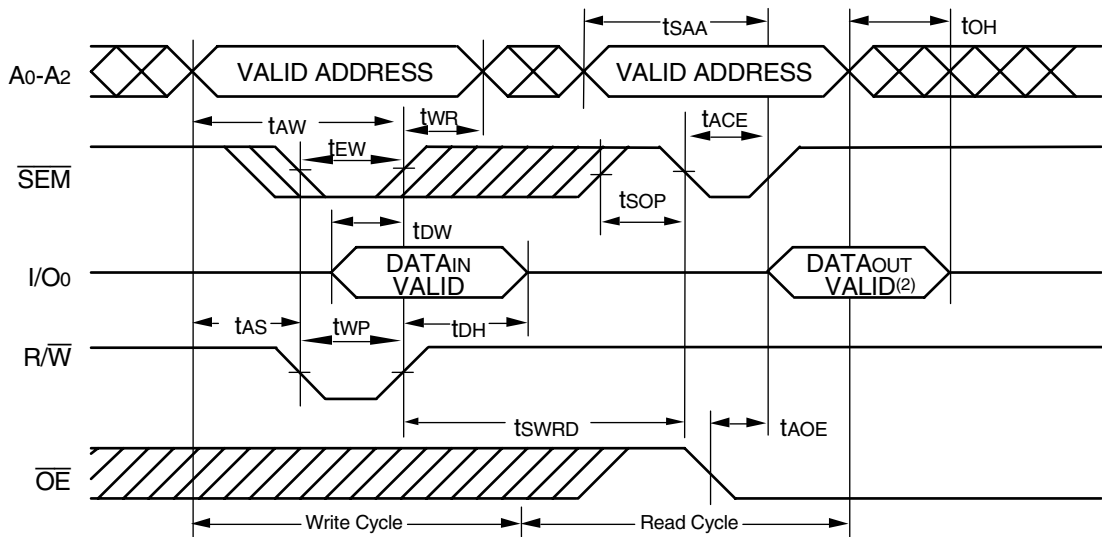 tSAA
tOH
A0-A2
VALID ADDRESS
VALID ADDRESS
tAW
tWR
tACE
tEW
SEM
tSOP
tDW
I/O0
DATAIN
VALID
DATAOUT
VALID(2)
tAS
tWP
tDH
R/W
tSWRD
tAOE
OE
Write Cycle
Read Cycle